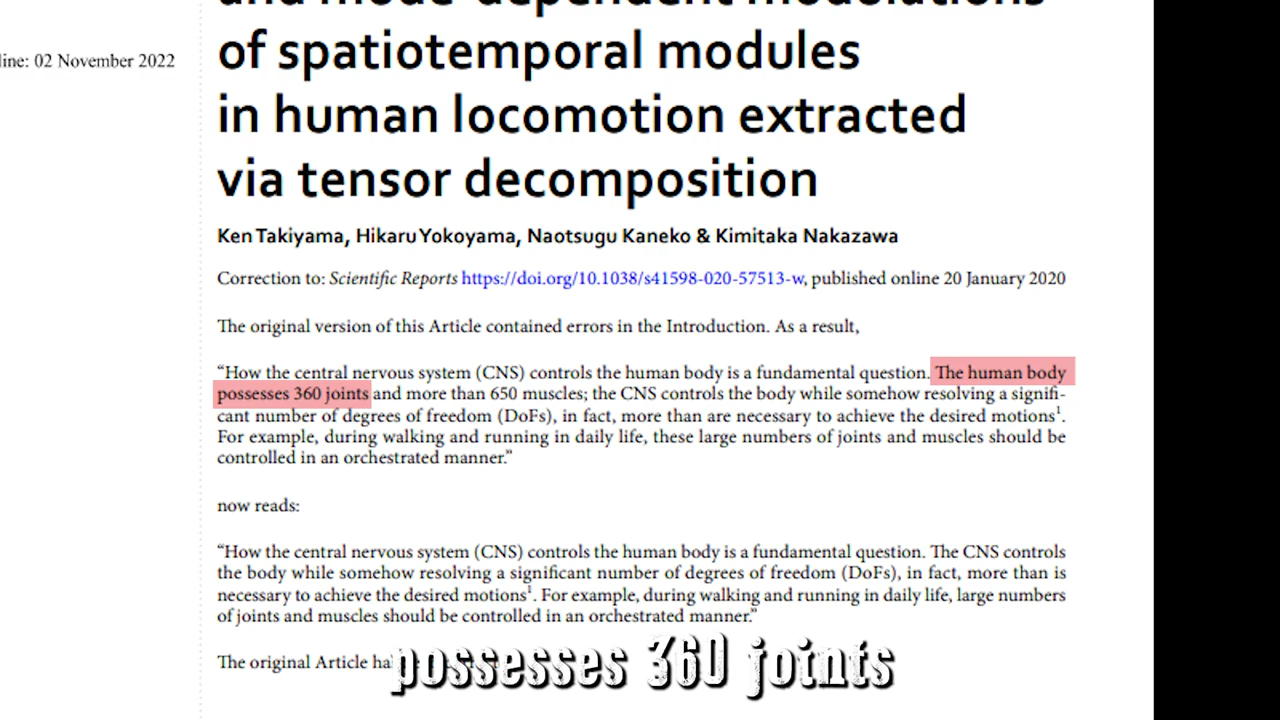 and mode-dependent modulations
of spatiotemporal modules
in human locomotion extracted
via tensor decomposition
line: 02 November 2022
Ken Takiyama, Hikaru Yokoyama, Naotsugu Kaneko & Kimitaka Nakazawa
Correction to: Scientific Reports https://doi.org/10.1038/s41598-020-57513-w, published online 20 January 2020
The original version of this Article contained errors in the Introduction. As a result,
“How the central nervous system (CNS) controls the human body is a fundamental question. The human body
possesses 360 joints and more than 650 muscles; the CNS controls the body while somehow resolving a signifi-
cant number of degrees of freedom (DoFs), in fact, more than are necessary to achieve the desired motions1.
For example, during walking and running in daily life, these large numbers of joints and muscles should be
controlled in an orchestrated manner.”
now reads:
“How the central nervous system (CNS) controls the human body is a fundamental question. The CNS controls
the body while somehow resolving a significant number of degrees of freedom (DoFs), in fact, more than is
necessary to achieve the desired motions1. For example, during walking and running in daily life, large numbers
of joints and muscles should be controlled in an orchestrated manner.”
The original Article ha
possesses 360 joints